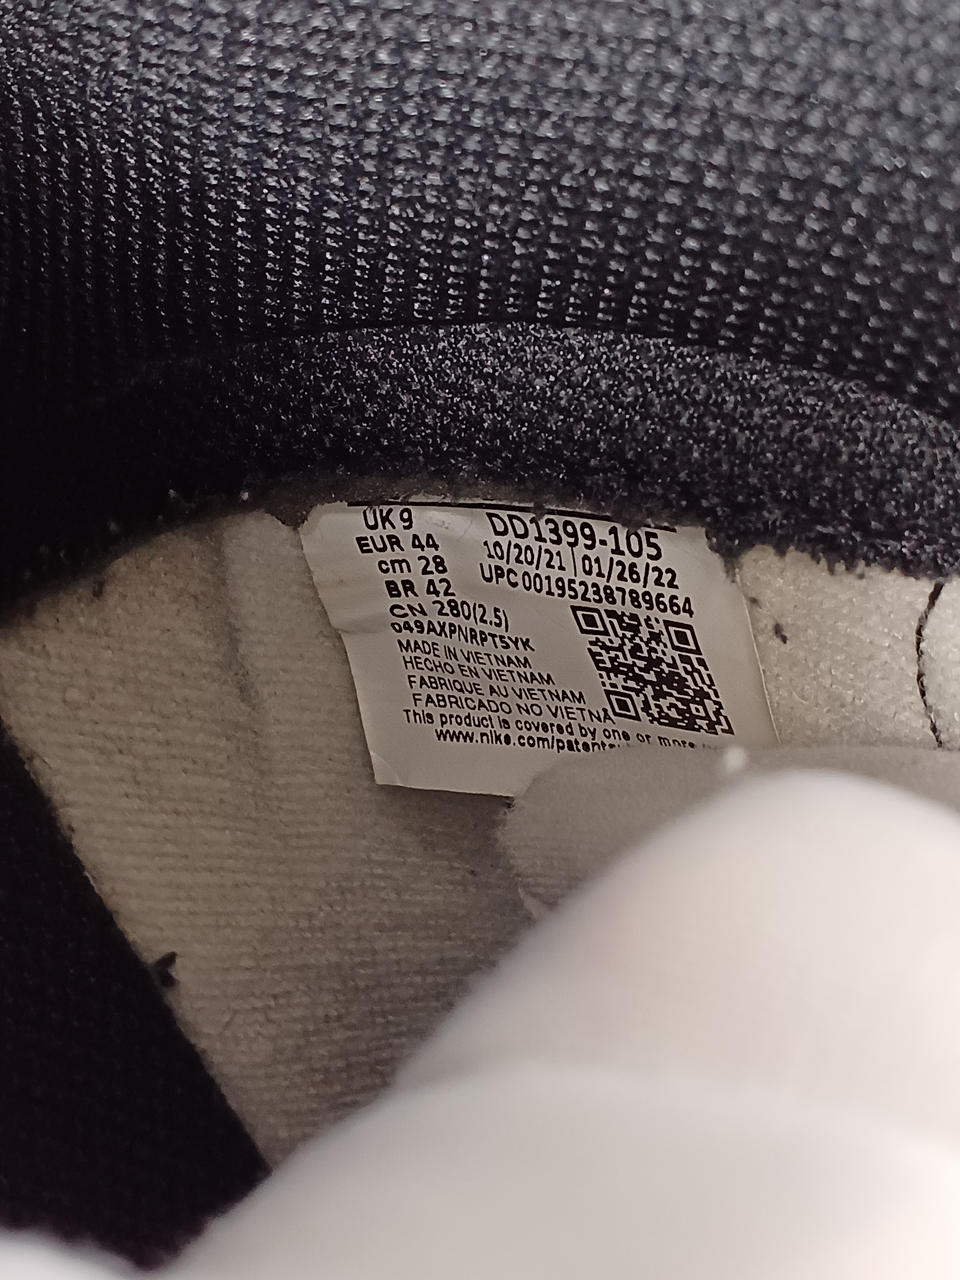 UK 9
EUR 44
cm 28
BR 42
CN 280(2.5)
049AXPNRPT5YK
DD1399-105
10/20/21 | 01/26/22
UPC 00195238789664
MADE IN VIETNAM
HECHO EN VIETNAM
FABRIQUE AU VIETNAM
FABRICADO NO VIETNA
This product is covered by one or more
www.nike.com/patents